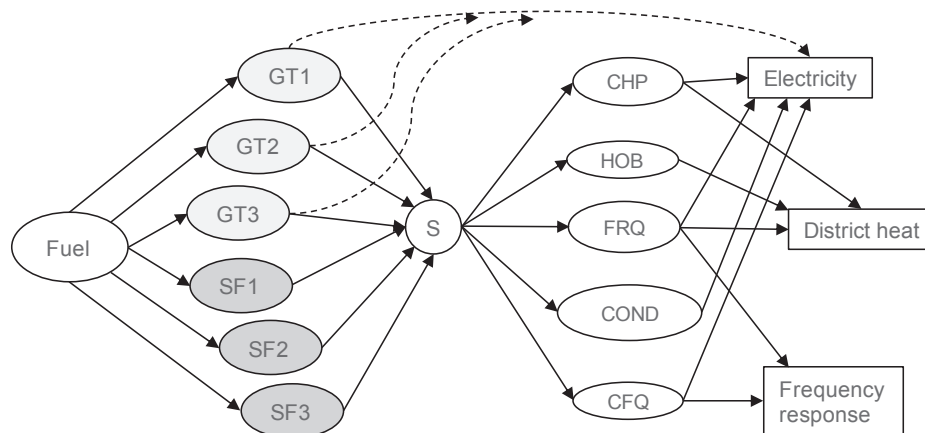 GT1
GT2
GT3
Fuel
SF1
SF2
SF3
S
CHP
HOB
FRQ
COND
CFQ
Electricity
District heat
Frequency
response